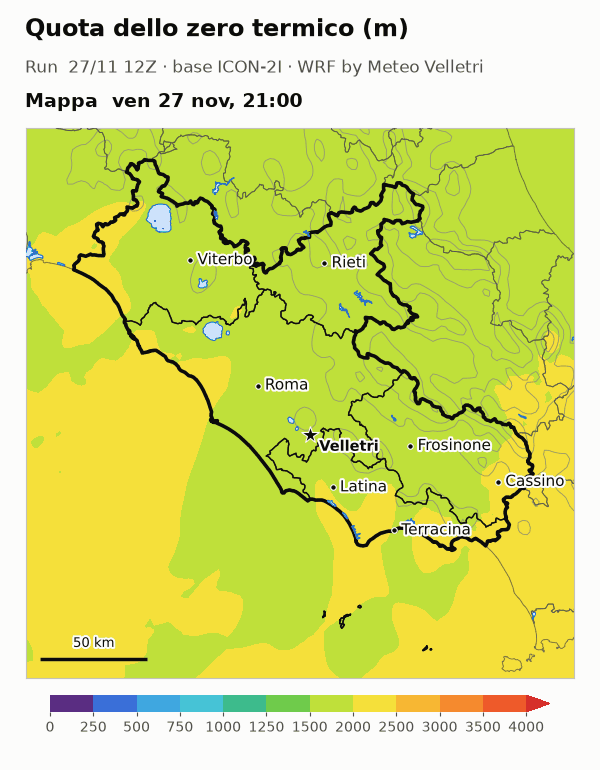 Quota dello zero termico (m)
Run  27/11 12Z · base ICON-2I · WRF by Meteo Velletri
Mappa  ven 27 nov, 21:00
Viterbo
Rieti
Roma
Velletri
Frosinone
Cassino
Latina
Terracina
50 km
0 250 500 750 1000 1250 1500 2000 2500 3000 3500 4000